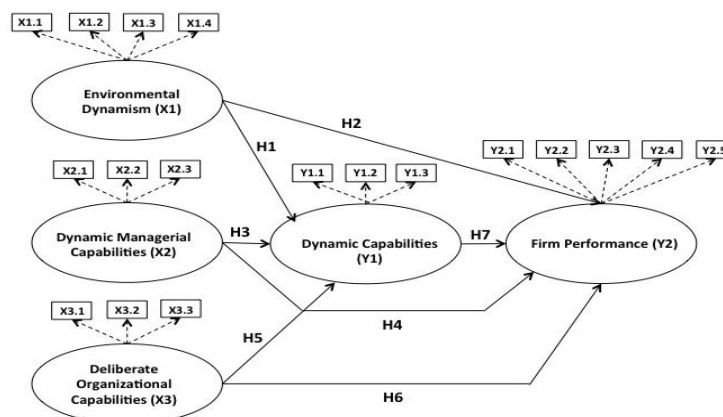 X1.1 X1.2 X1.3 X1.4
Environmental
Dynamism (X1)
H1
H2
X2.1 X2.2 X2.3
Dynamic Managerial
Capabilities (X2)
H3
Y1.1 Y1.2 Y1.3
Dynamic Capabilities
(Y1)
H7
Y2.1 Y2.2 Y2.3 Y2.4 Y2.5
Firm Performance (Y2)
H4
X3.1 X3.2 X3.3
Deliberate
Organizational
Capabilities (X3)
H5
H6